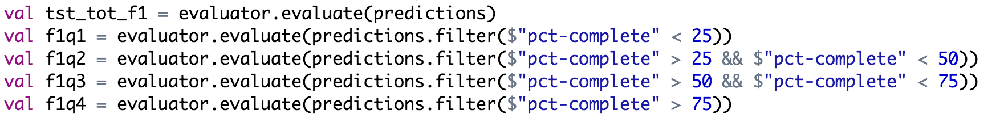 val tst_tot_f1 = evaluator.evaluate(predictions)
val f1q1 = evaluator.evaluate(predictions.filter($"pct-complete" < 25))
val f1q2 = evaluator.evaluate(predictions.filter($"pct-complete" > 25 && $"pct-complete" < 50))
val f1q3 = evaluator.evaluate(predictions.filter($"pct-complete" > 50 && $"pct-complete" < 75))
val f1q4 = evaluator.evaluate(predictions.filter($"pct-complete" > 75))